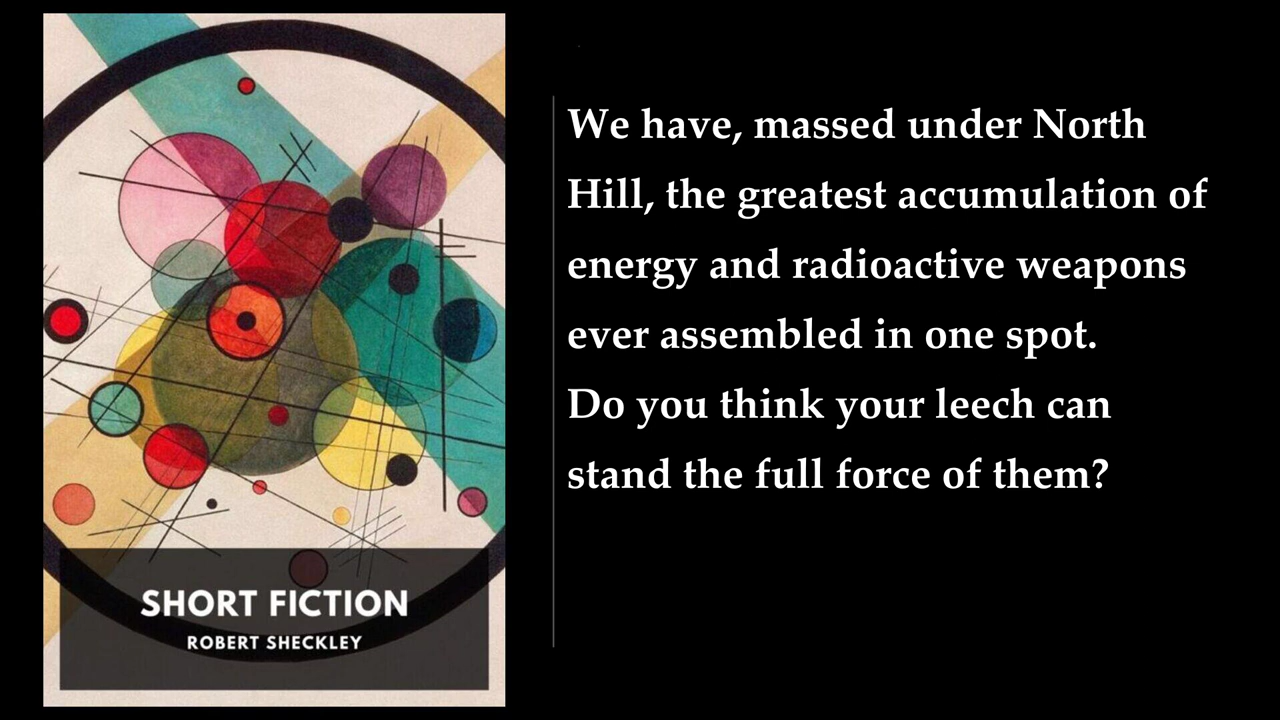 SHORT FICTION
ROBERT SHECKLEY
We have, massed under North
Hill, the greatest accumulation of
energy and radioactive weapons
ever assembled in one spot.
Do you think your leech can
stand the full force of them?